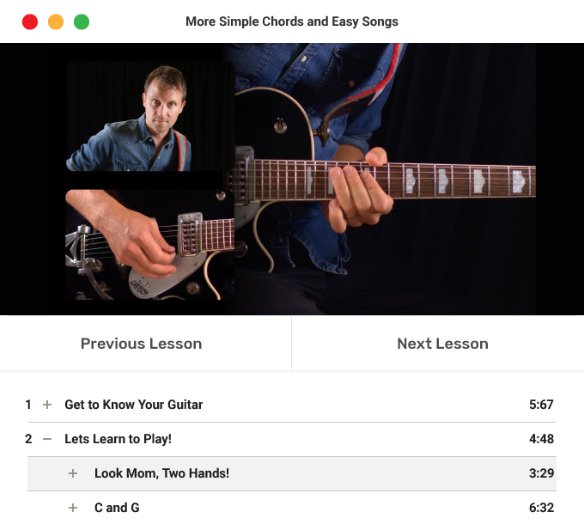 More Simple Chords and Easy Songs
Previous Lesson
Next Lesson
1 + Get to Know Your Guitar 5:67
2 − Lets Learn to Play! 4:48
+ Look Mom, Two Hands! 3:29
+ C and G 6:32